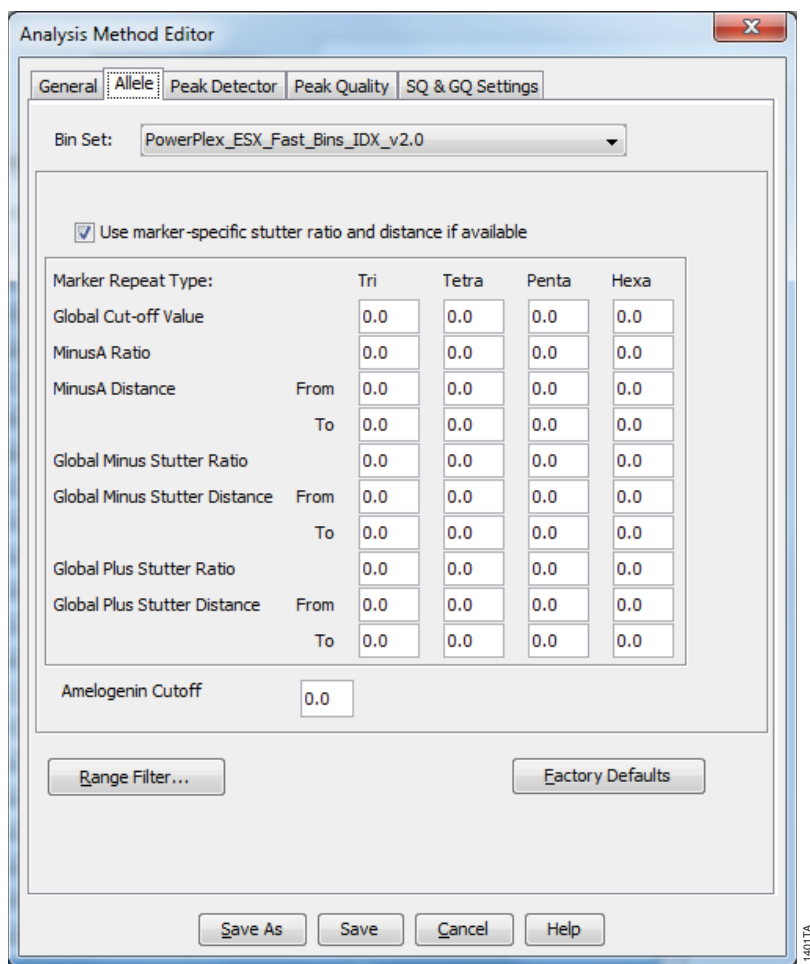 Analysis Method Editor
General Allele Peak Detector Peak Quality SQ & GQ Settings
Bin Set: PowerPlex_ESX_Fast_Bins_IDX_v2.0
Use marker-specific stutter ratio and distance if available
Marker Repeat Type: Tri Tetra Penta Hexa
Global Cut-off Value 0.0 0.0 0.0 0.0
MinusA Ratio 0.0 0.0 0.0 0.0
MinusA Distance From 0.0 0.0 0.0 0.0
To 0.0 0.0 0.0 0.0
Global Minus Stutter Ratio 0.0 0.0 0.0 0.0
Global Minus Stutter Distance From 0.0 0.0 0.0 0.0
To 0.0 0.0 0.0 0.0
Global Plus Stutter Ratio 0.0 0.0 0.0 0.0
Global Plus Stutter Distance From 0.0 0.0 0.0 0.0
To 0.0 0.0 0.0 0.0
Amelogenin Cutoff 0.0
Range Filter... Factory Defaults
Save As Save Cancel Help
1401TA